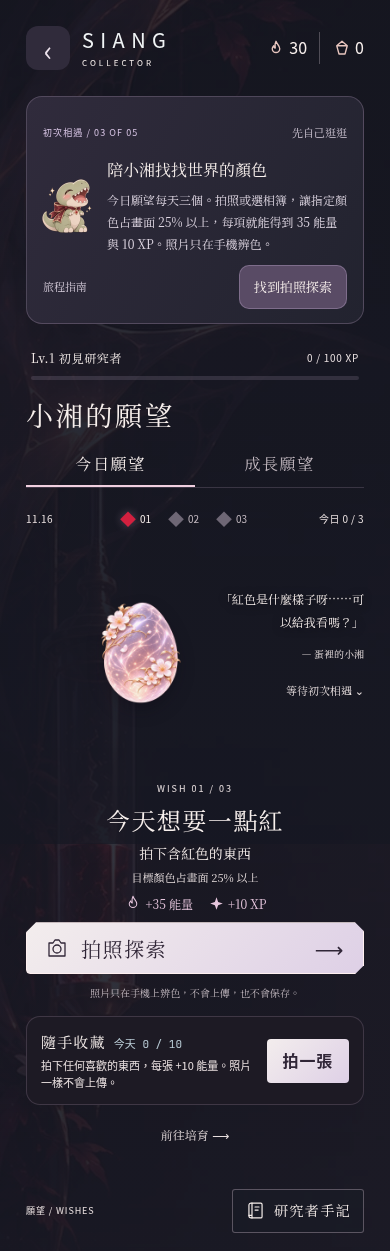 ‹
SIANG
COLLECTOR
30
0
初次相遇 / 03 OF 05
先自己逛逛
陪小湘找找世界的顏色
今日願望每天三個。拍照或選相簿，讓指定顏
色占畫面 25% 以上，每項就能得到 35 能量
與 10 XP。照片只在手機辨色。
旅程指南
找到拍照探索
Lv.1 初見研究者
0 / 100 XP
小湘的願望
今日願望
成長願望
11.16
01
02
03
今日 0 / 3
「紅色是什麼樣子呀⋯⋯可
以給我看嗎？」
— 蛋裡的小湘
等待初次相遇 ⌄
WISH 01 / 03
今天想要一點紅
拍下含紅色的東西
目標顏色占畫面 25% 以上
+35 能量
+10 XP
拍照探索 ⟶
照片只在手機上辨色，不會上傳，也不會保存。
隨手收藏 今天 0 / 10
拍下任何喜歡的東西，每張 +10 能量。照片
一樣不會上傳。
拍一張
前往培育 ⟶
願望 / WISHES
研究者手記